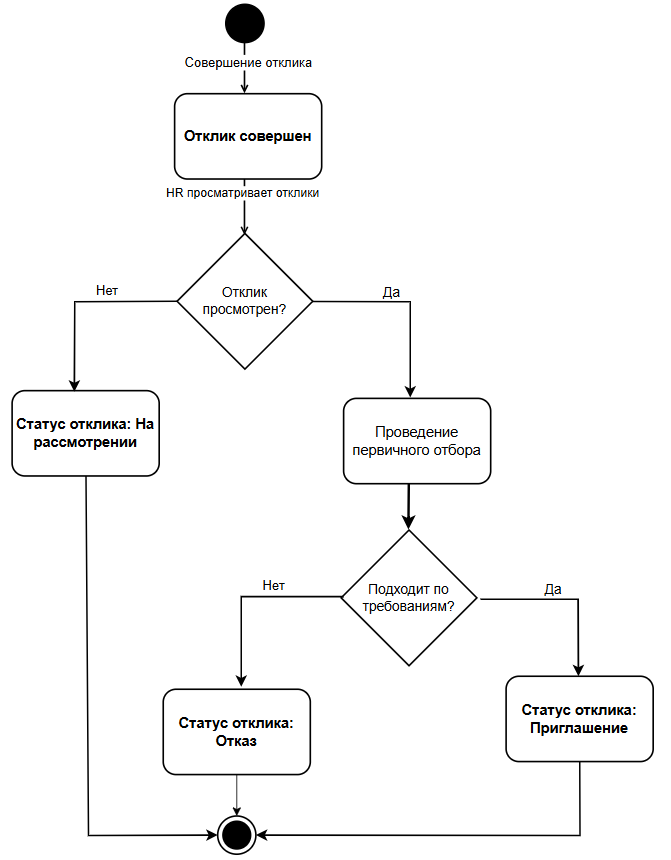 Совершение отклика
Отклик совершен
HR просматривает отклики
Отклик
просмотрен?
Нет
Да
Статус отклика: На
рассмотрении
Проведение
первичного отбора
Подходит по
требованиям?
Нет
Да
Статус отклика:
Отказ
Статус отклика:
Приглашение